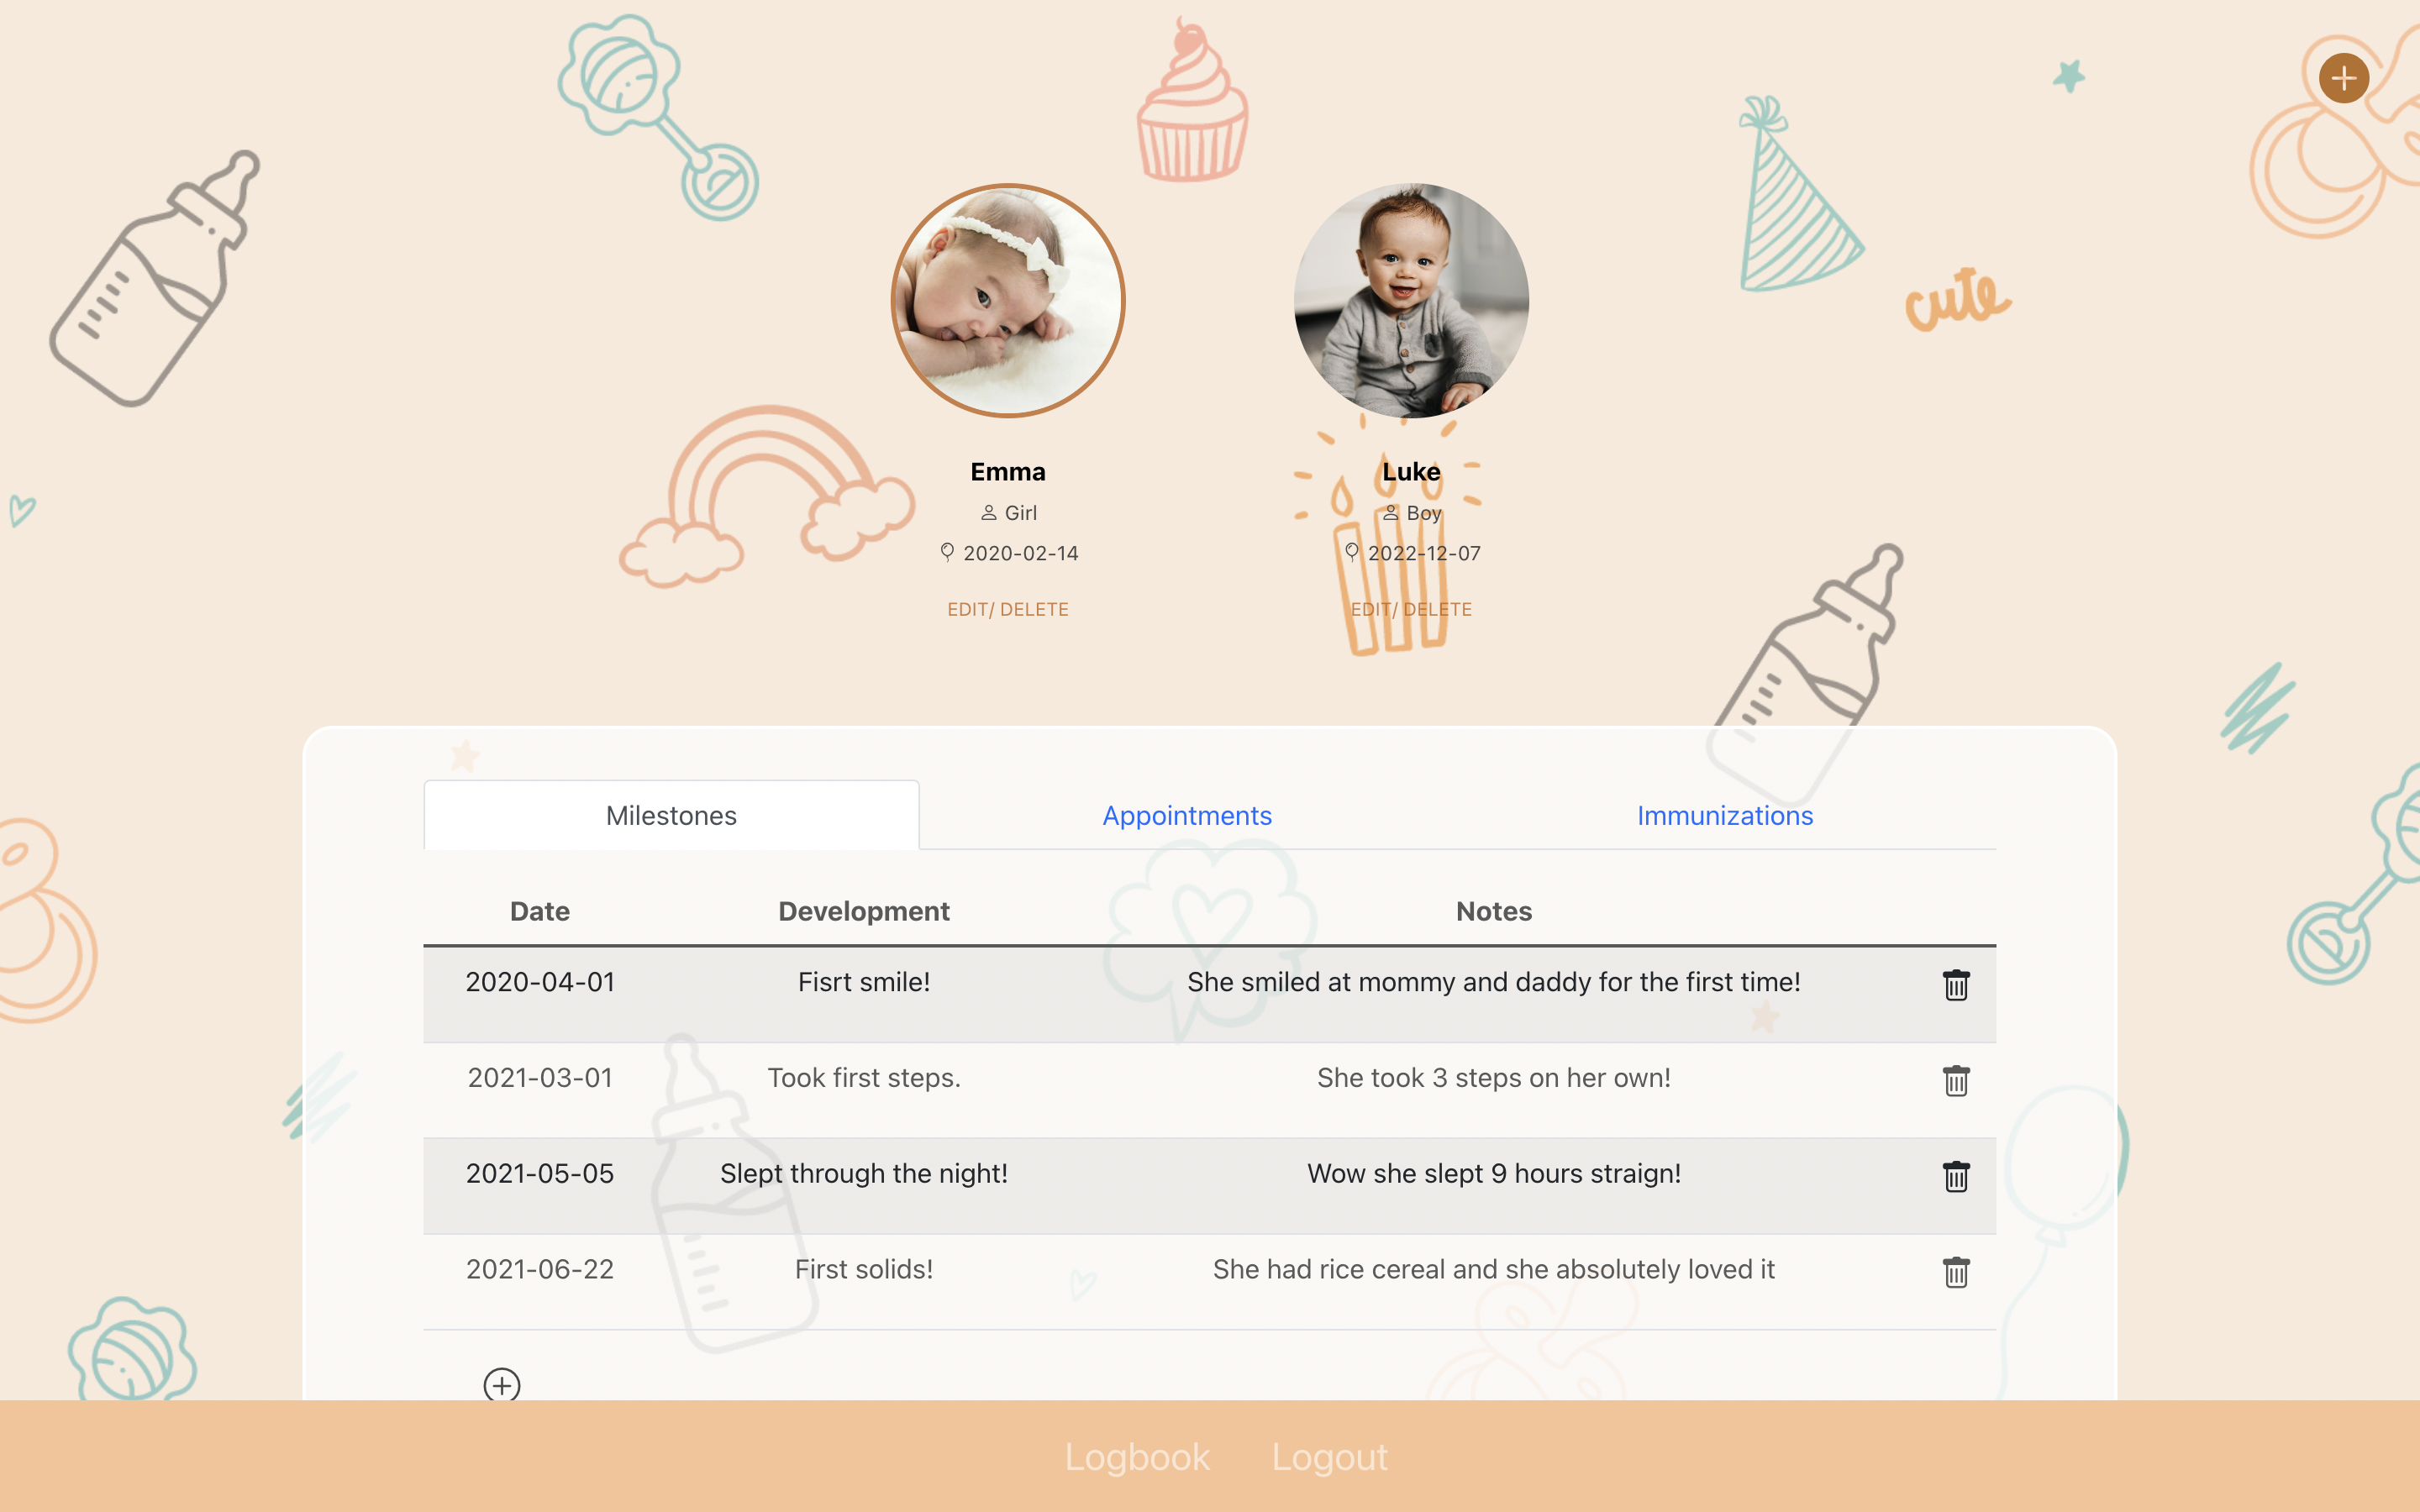 cute
Emma
Girl
2020-02-14
EDIT/ DELETE
Luke
Boy
2022-12-07
EDIT/ DELETE
Milestones Appointments Immunizations
Date Development Notes
2020-04-01 Fisrt smile! She smiled at mommy and daddy for the first time!
2021-03-01 Took first steps. She took 3 steps on her own!
2021-05-05 Slept through the night! Wow she slept 9 hours straign!
2021-06-22 First solids! She had rice cereal and she absolutely loved it
Logbook Logout